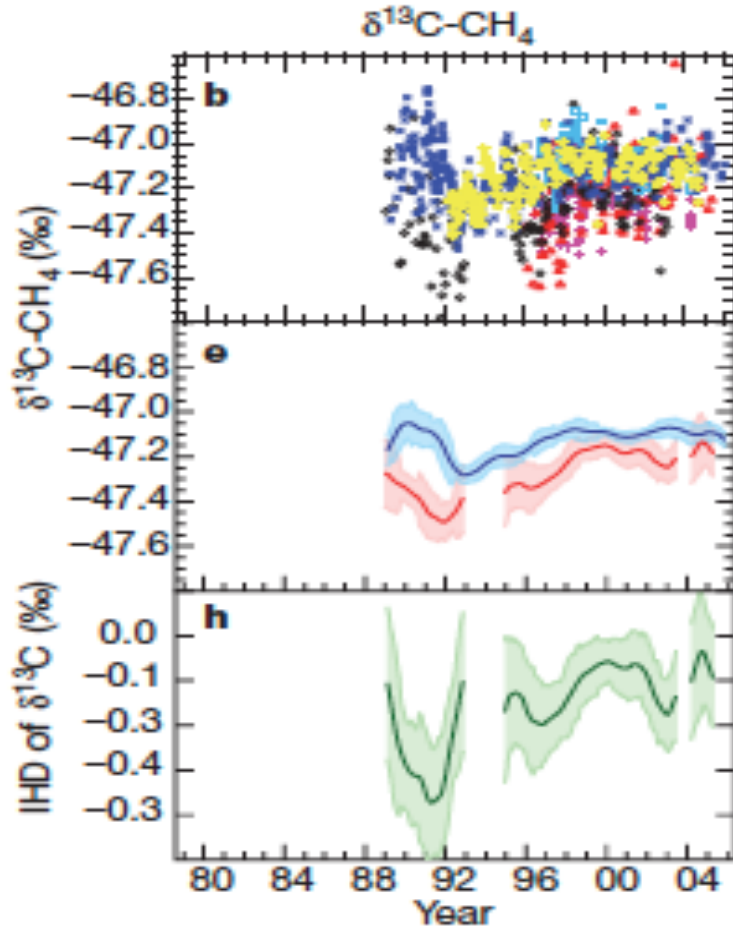 δ¹³C-CH₄
b
−46.8
−47.0
−47.2
−47.4
−47.6
e
−46.8
−47.0
−47.2
−47.4
−47.6
δ¹³C-CH₄ (‰)
h
0.0
−0.1
−0.3
−0.4
−0.3
IHD of δ¹³C (‰)
80 84 88 92 96 00 04
Year